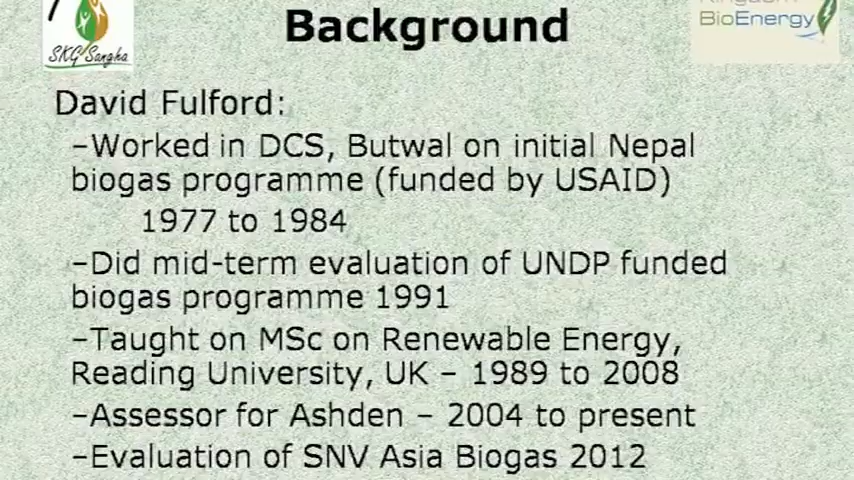 Background
SKG Sangha
BioEnergy
David Fulford:
–Worked in DCS, Butwal on initial Nepal
biogas programme (funded by USAID)
1977 to 1984
–Did mid-term evaluation of UNDP funded
biogas programme 1991
–Taught on MSc on Renewable Energy,
Reading University, UK – 1989 to 2008
–Assessor for Ashden – 2004 to present
–Evaluation of SNV Asia Biogas 2012